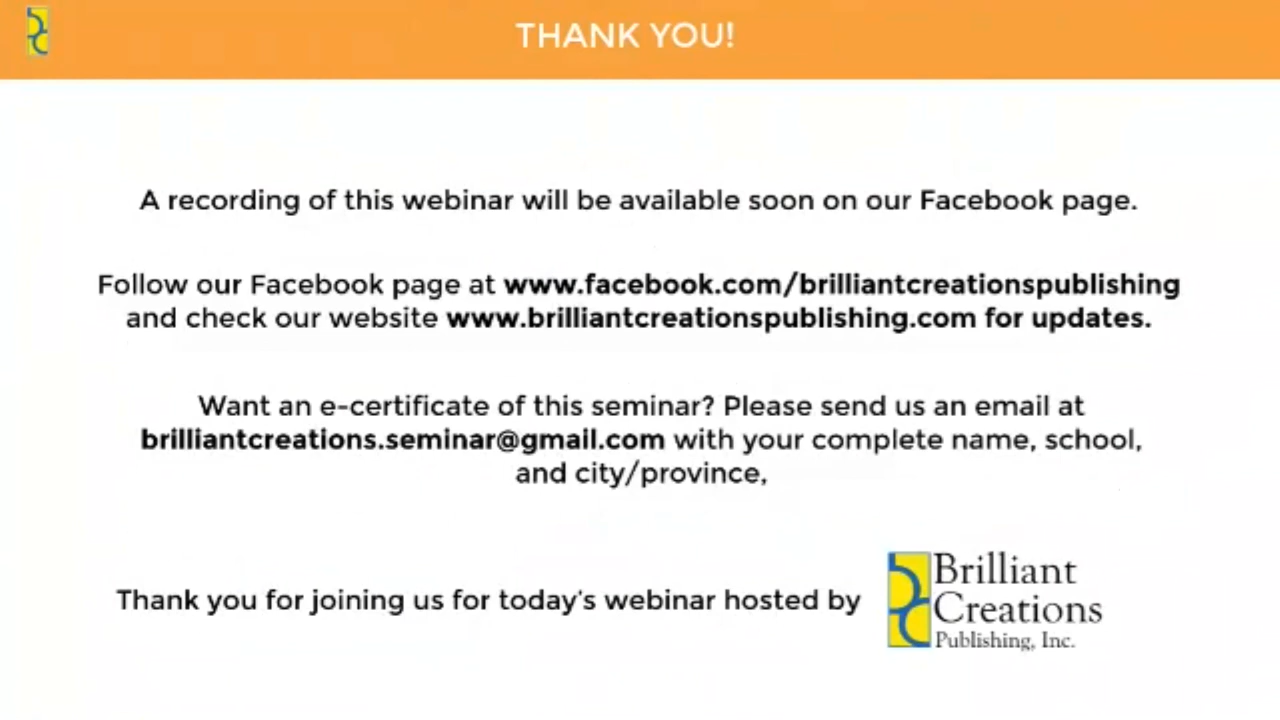 THANK YOU!
A recording of this webinar will be available soon on our Facebook page.
Follow our Facebook page at www.facebook.com/brilliantcreationspublishing
and check our website www.brilliantcreationspublishing.com for updates.
Want an e-certificate of this seminar? Please send us an email at
brilliantcreations.seminar@gmail.com with your complete name, school,
and city/province,
Thank you for joining us for today's webinar hosted by
Brilliant
Creations
Publishing, Inc.